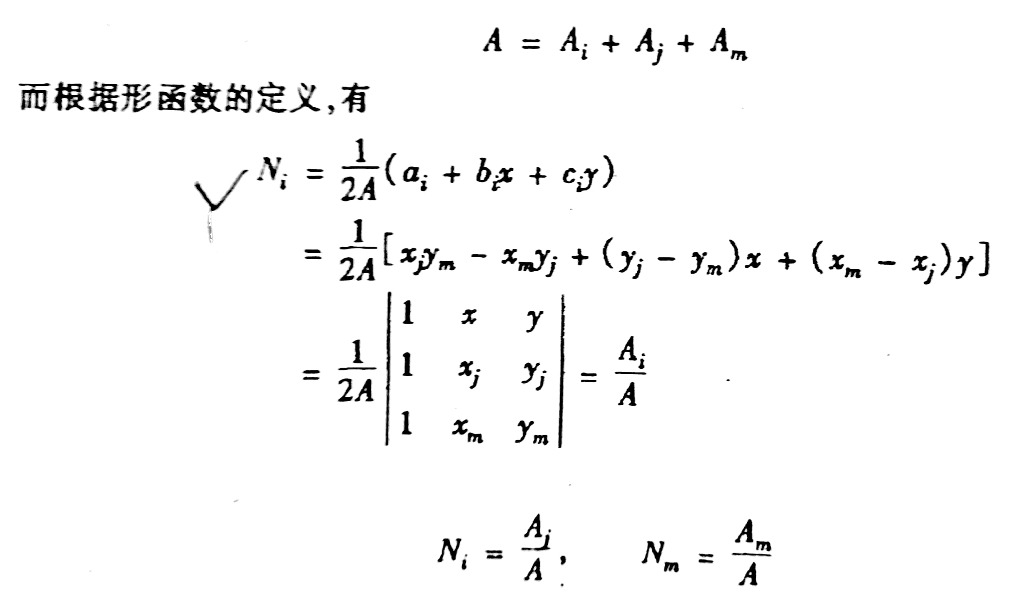 A = A_i + A_j + A_m
而根据形函数的定义,有
N_i = \frac{1}{2A}(a_i + b_i x + c_i y)
= \frac{1}{2A}[x_j y_m - x_m y_j + (y_j - y_m)x + (x_m - x_j)y]
= \frac{1}{2A}\begin{vmatrix} 1 & x & y \\ 1 & x_j & y_j \\ 1 & x_m & y_m \end{vmatrix} = \frac{A_i}{A}
N_i = \frac{A_j}{A}, N_m = \frac{A_m}{A}